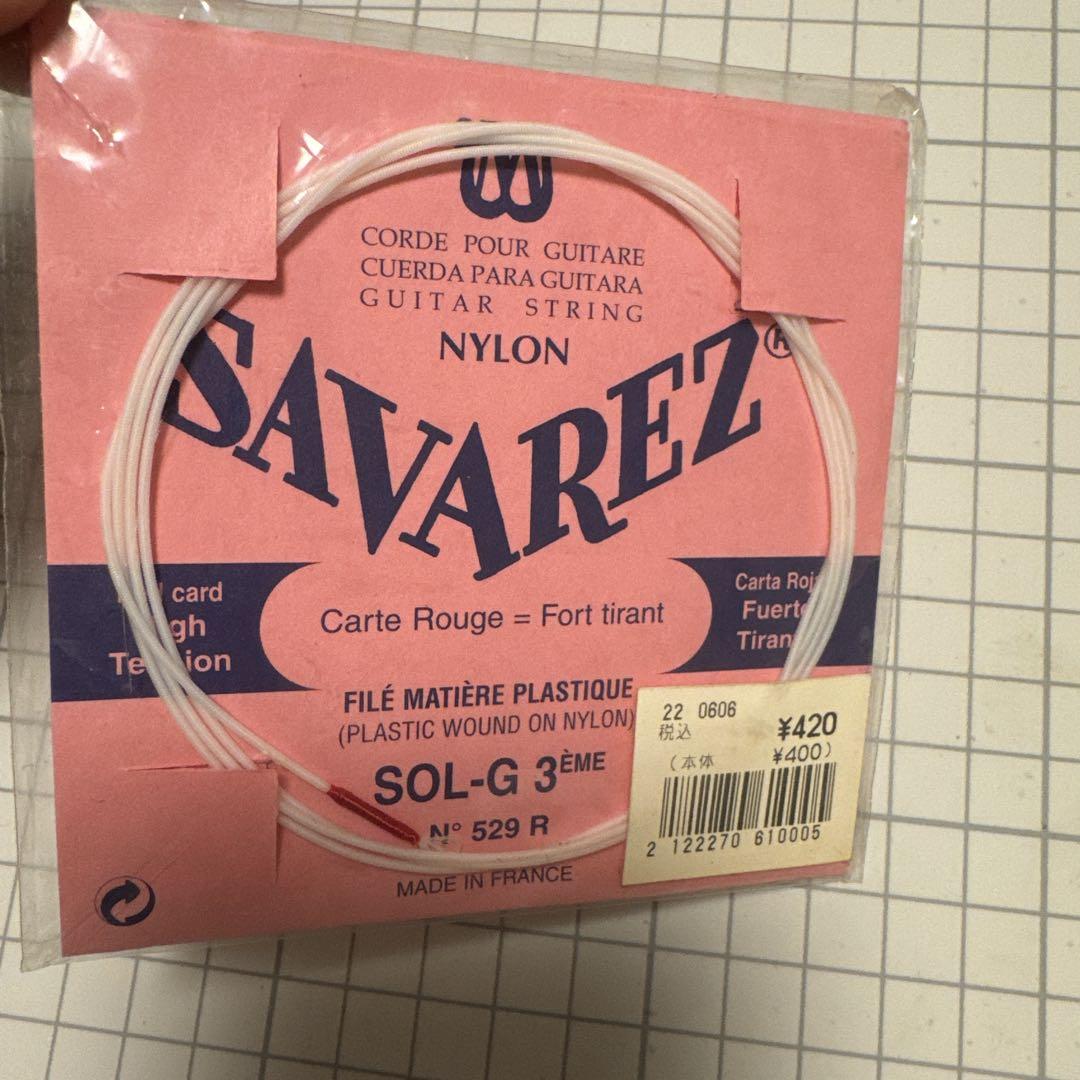 CORDE POUR GUITARE
CUERDA PARA GUITARA
GUITAR STRING
NYLON
SAVAREZ®
card
Tension
Carte Rouge = Fort tirant
Carta Roja
Fuerte
Tirant
FILÉ MATIÈRE PLASTIQUE
(PLASTIC WOUND ON NYLON)
SOL-G 3ÈME
N° 529 R
MADE IN FRANCE
22 0606
税込 ¥420
(本体 ¥400)
2 122270 610005